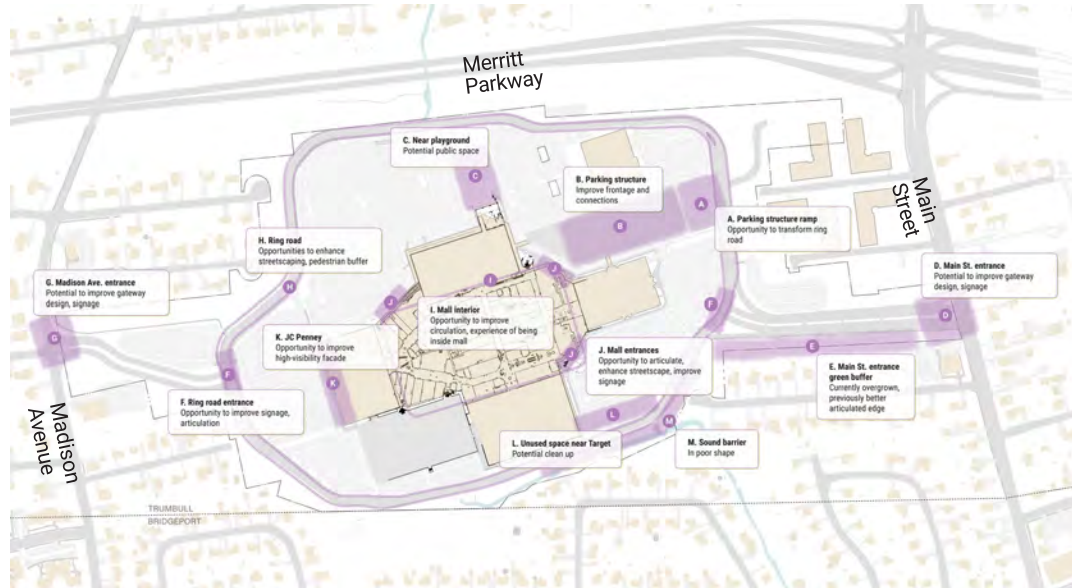 Merritt
Parkway
C. Near playground
Potential public space
C
B. Parking structure
Improve frontage and
connections
B
A
A. Parking structure ramp
Opportunity to transform ring
road
Main
Street
H. Ring road
Opportunities to enhance
streetscaping, pedestrian buffer
H
G. Madison Ave. entrance
Potential to improve gateway
design, signage
G
I
J
J
I. Mall interior
Opportunity to improve
circulation, experience of being
inside mall
D. Main St. entrance
Potential to improve gateway
design, signage
D
F
K. JC Penney
Opportunity to improve
high-visibility facade
K
J
J. Mall entrances
Opportunity to articulate,
enhance streetscape, improve
signage
E
E. Main St. entrance
green buffer
Currently overgrown,
previously better
articulated edge
F
F. Ring road entrance
Opportunity to improve signage,
articulation
Madison
Avenue
L
M
L. Unused space near Target
Potential clean up
M. Sound barrier
In poor shape
TRUMBULL
BRIDGEPORT